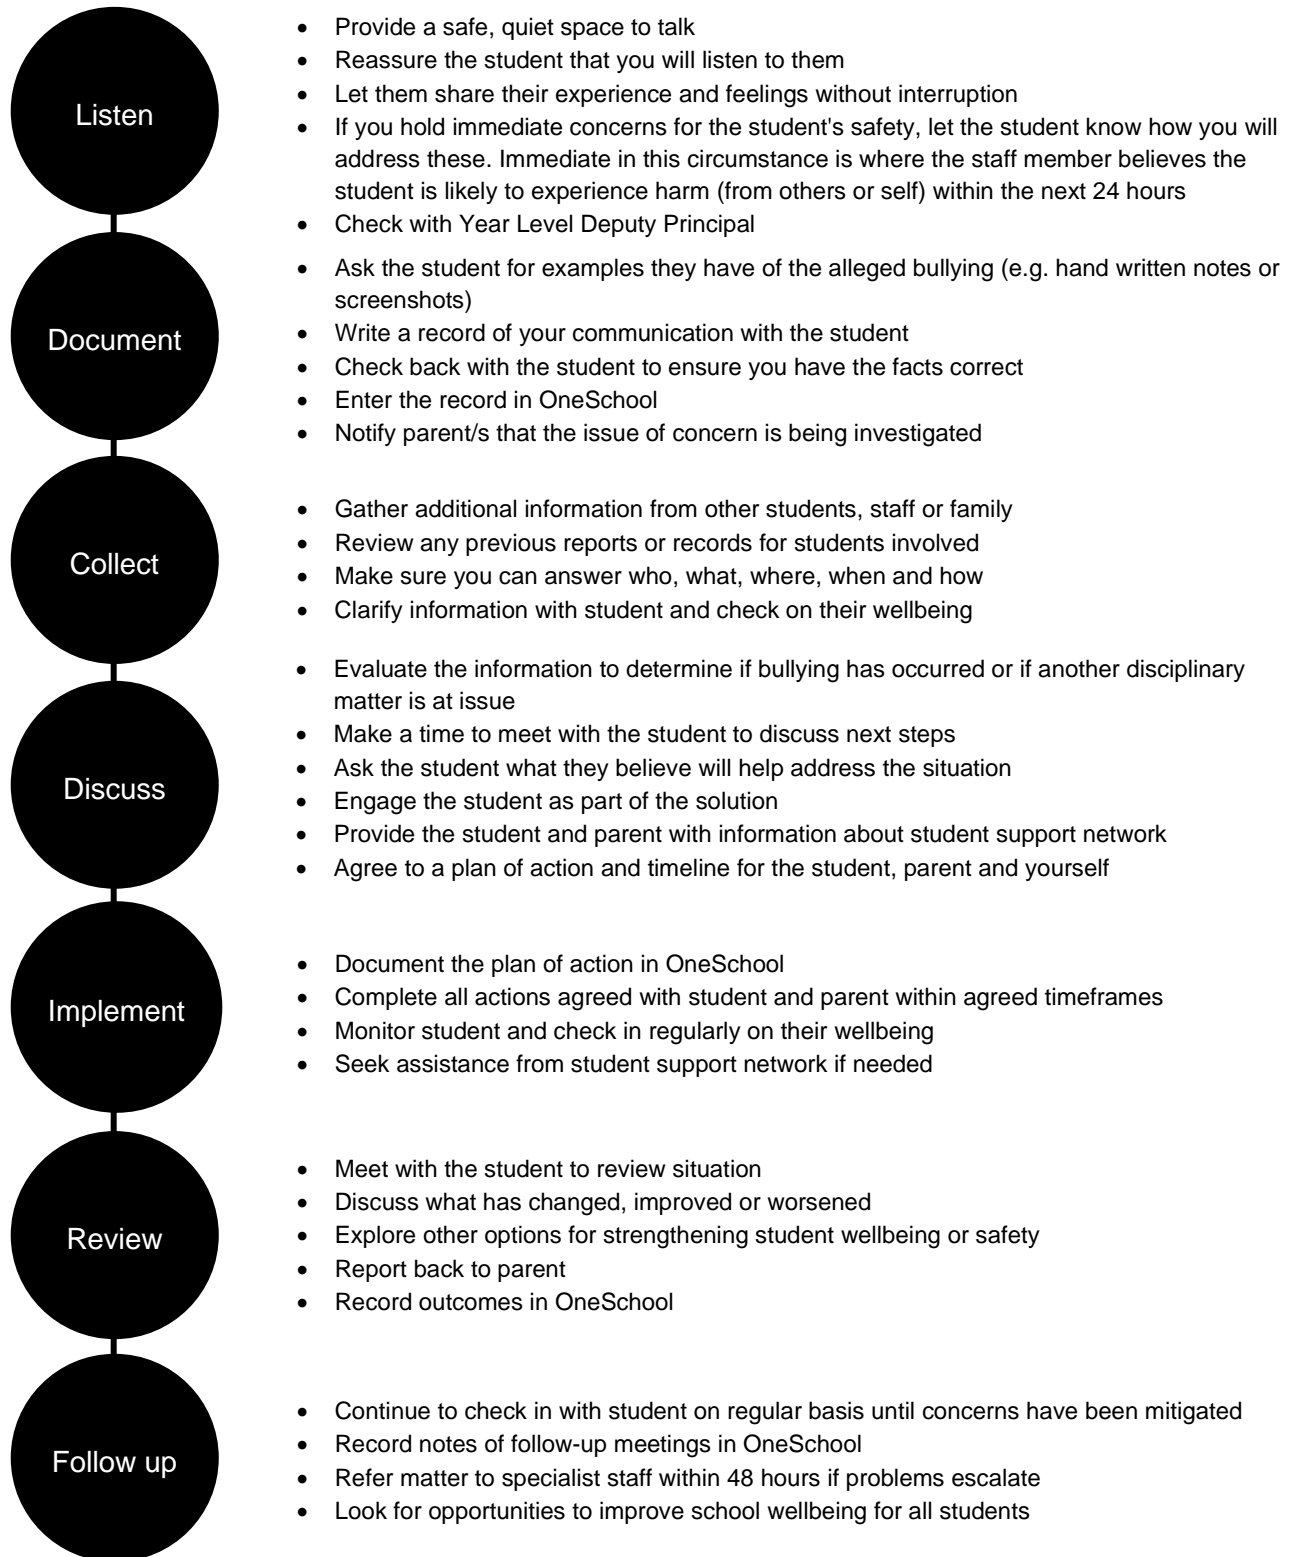 Listen
• Provide a safe, quiet space to talk
• Reassure the student that you will listen to them
• Let them share their experience and feelings without interruption
• If you hold immediate concerns for the student's safety, let the student know how you will
address these. Immediate in this circumstance is where the staff member believes the
student is likely to experience harm (from others or self) within the next 24 hours
• Check with Year Level Deputy Principal
Document
• Ask the student for examples they have of the alleged bullying (e.g. hand written notes or
screenshots)
• Write a record of your communication with the student
• Check back with the student to ensure you have the facts correct
• Enter the record in OneSchool
• Notify parent/s that the issue of concern is being investigated
Collect
• Gather additional information from other students, staff or family
• Review any previous reports or records for students involved
• Make sure you can answer who, what, where, when and how
• Clarify information with student and check on their wellbeing
Discuss
• Evaluate the information to determine if bullying has occurred or if another disciplinary
matter is at issue
• Make a time to meet with the student to discuss next steps
• Ask the student what they believe will help address the situation
• Engage the student as part of the solution
• Provide the student and parent with information about student support network
• Agree to a plan of action and timeline for the student, parent and yourself
Implement
• Document the plan of action in OneSchool
• Complete all actions agreed with student and parent within agreed timeframes
• Monitor student and check in regularly on their wellbeing
• Seek assistance from student support network if needed
Review
• Meet with the student to review situation
• Discuss what has changed, improved or worsened
• Explore other options for strengthening student wellbeing or safety
• Report back to parent
• Record outcomes in OneSchool
Follow up
• Continue to check in with student on regular basis until concerns have been mitigated
• Record notes of follow-up meetings in OneSchool
• Refer matter to specialist staff within 48 hours if problems escalate
• Look for opportunities to improve school wellbeing for all students